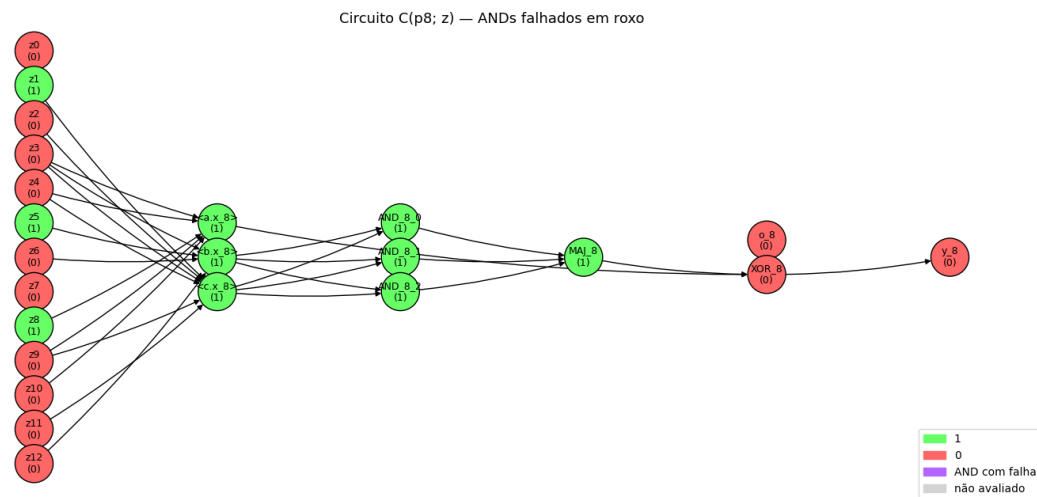 Circuito C(p8; z) — ANDs falhados em roxo
z0
(0)
z1
(1)
z2
(0)
z3
(0)
z4
(0)
z5
(1)
z6
(0)
z7
(0)
z8
(1)
z9
(0)
z10
(0)
z11
(0)
z12
(0)
<a.x_8>
(1)
<b.x_8>
(1)
<c.x_8>
(1)
AND_8_0
(1)
AND_8_1
(1)
AND_8_2
(1)
MAJ_8
(1)
o_8
(0)
XOR_8
(0)
y_8
(0)
1
0
AND com falha
não avaliado